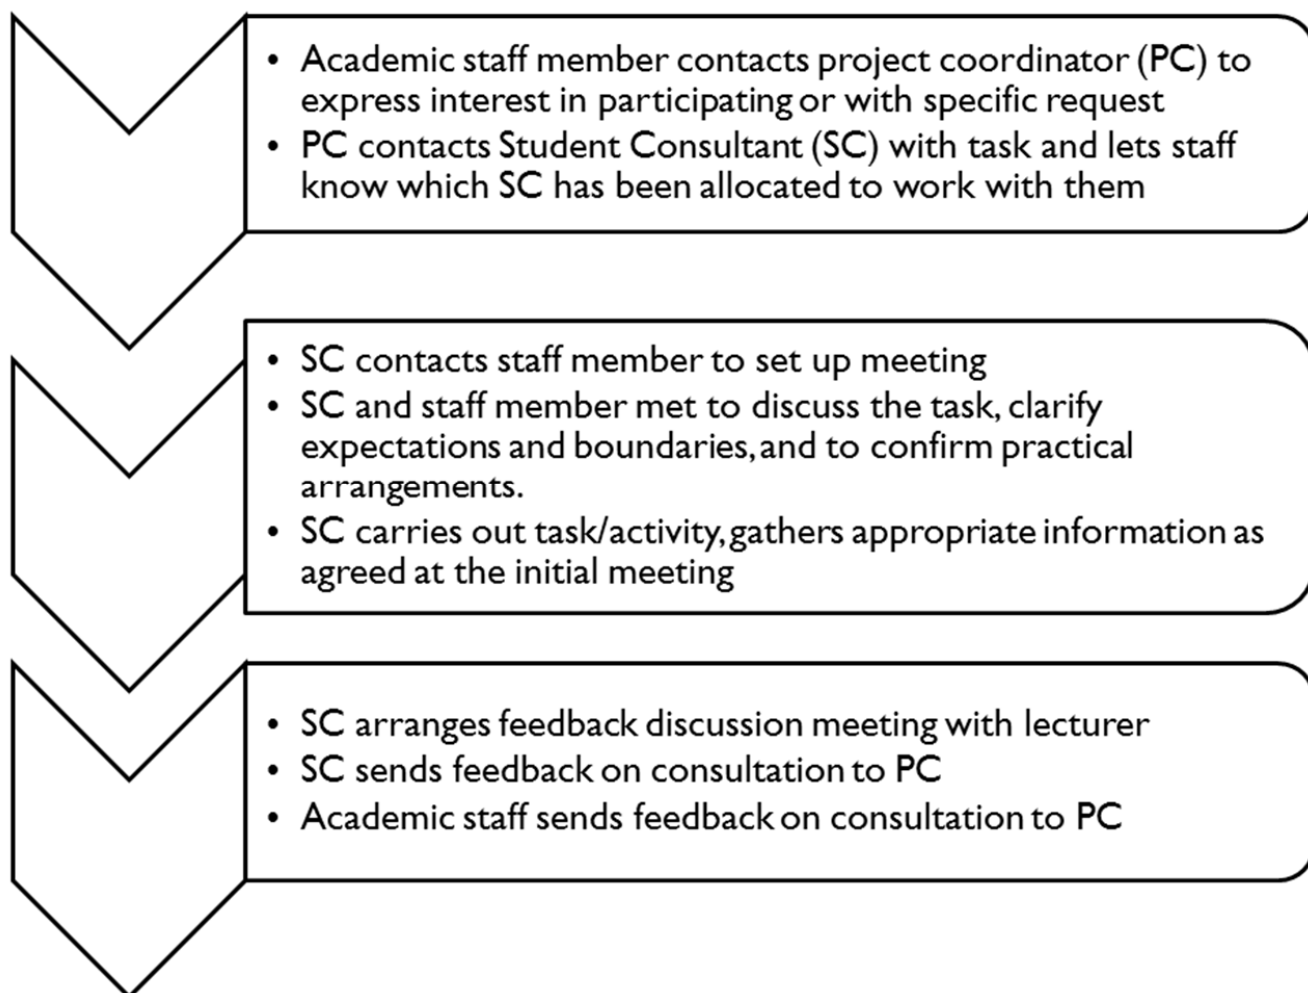 • Academic staff member contacts project coordinator (PC) to
express interest in participating or with specific request
• PC contacts Student Consultant (SC) with task and lets staff
know which SC has been allocated to work with them
• SC contacts staff member to set up meeting
• SC and staff member met to discuss the task, clarify
expectations and boundaries, and to confirm practical
arrangements.
• SC carries out task/activity, gathers appropriate information as
agreed at the initial meeting
• SC arranges feedback discussion meeting with lecturer
• SC sends feedback on consultation to PC
• Academic staff sends feedback on consultation to PC